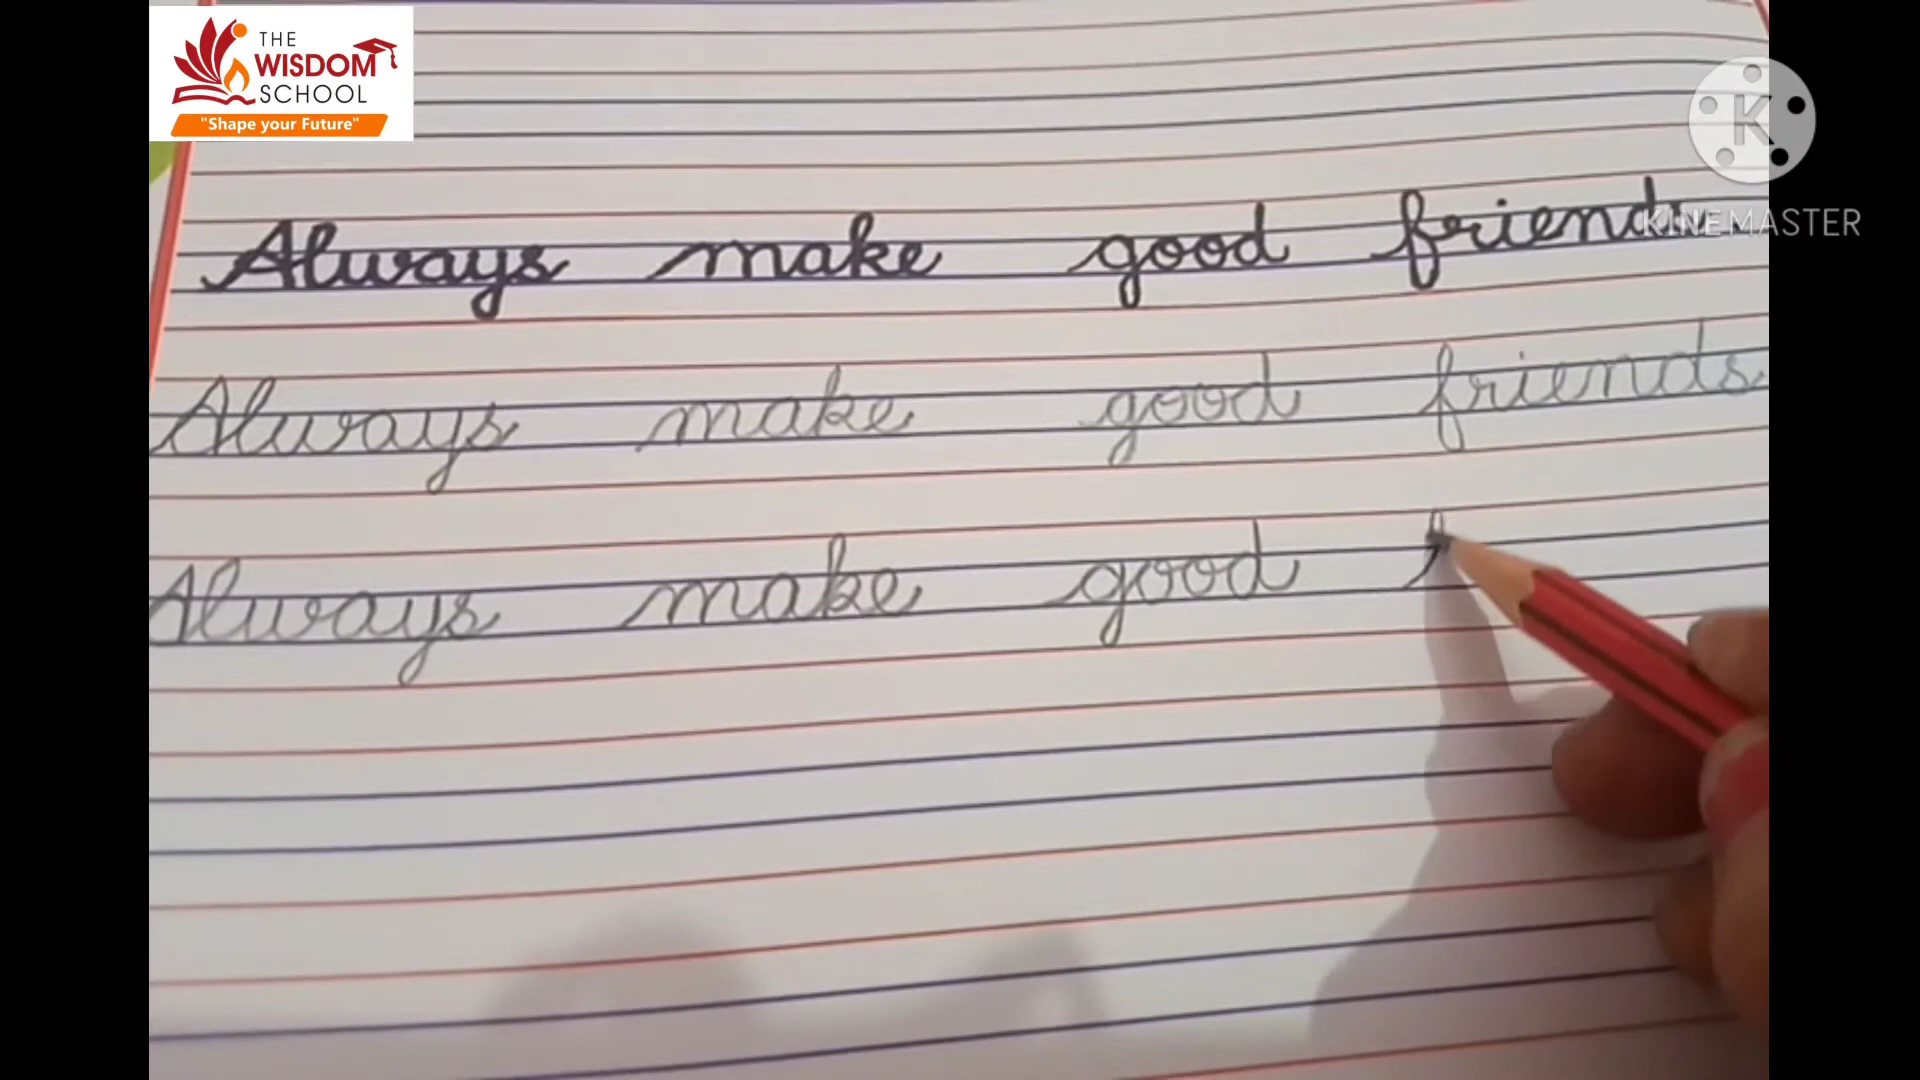 THE
WISDOM
SCHOOL
"Shape your Future"
K
KINEMASTER
Always make good friends
Always make good friends
Always make good f